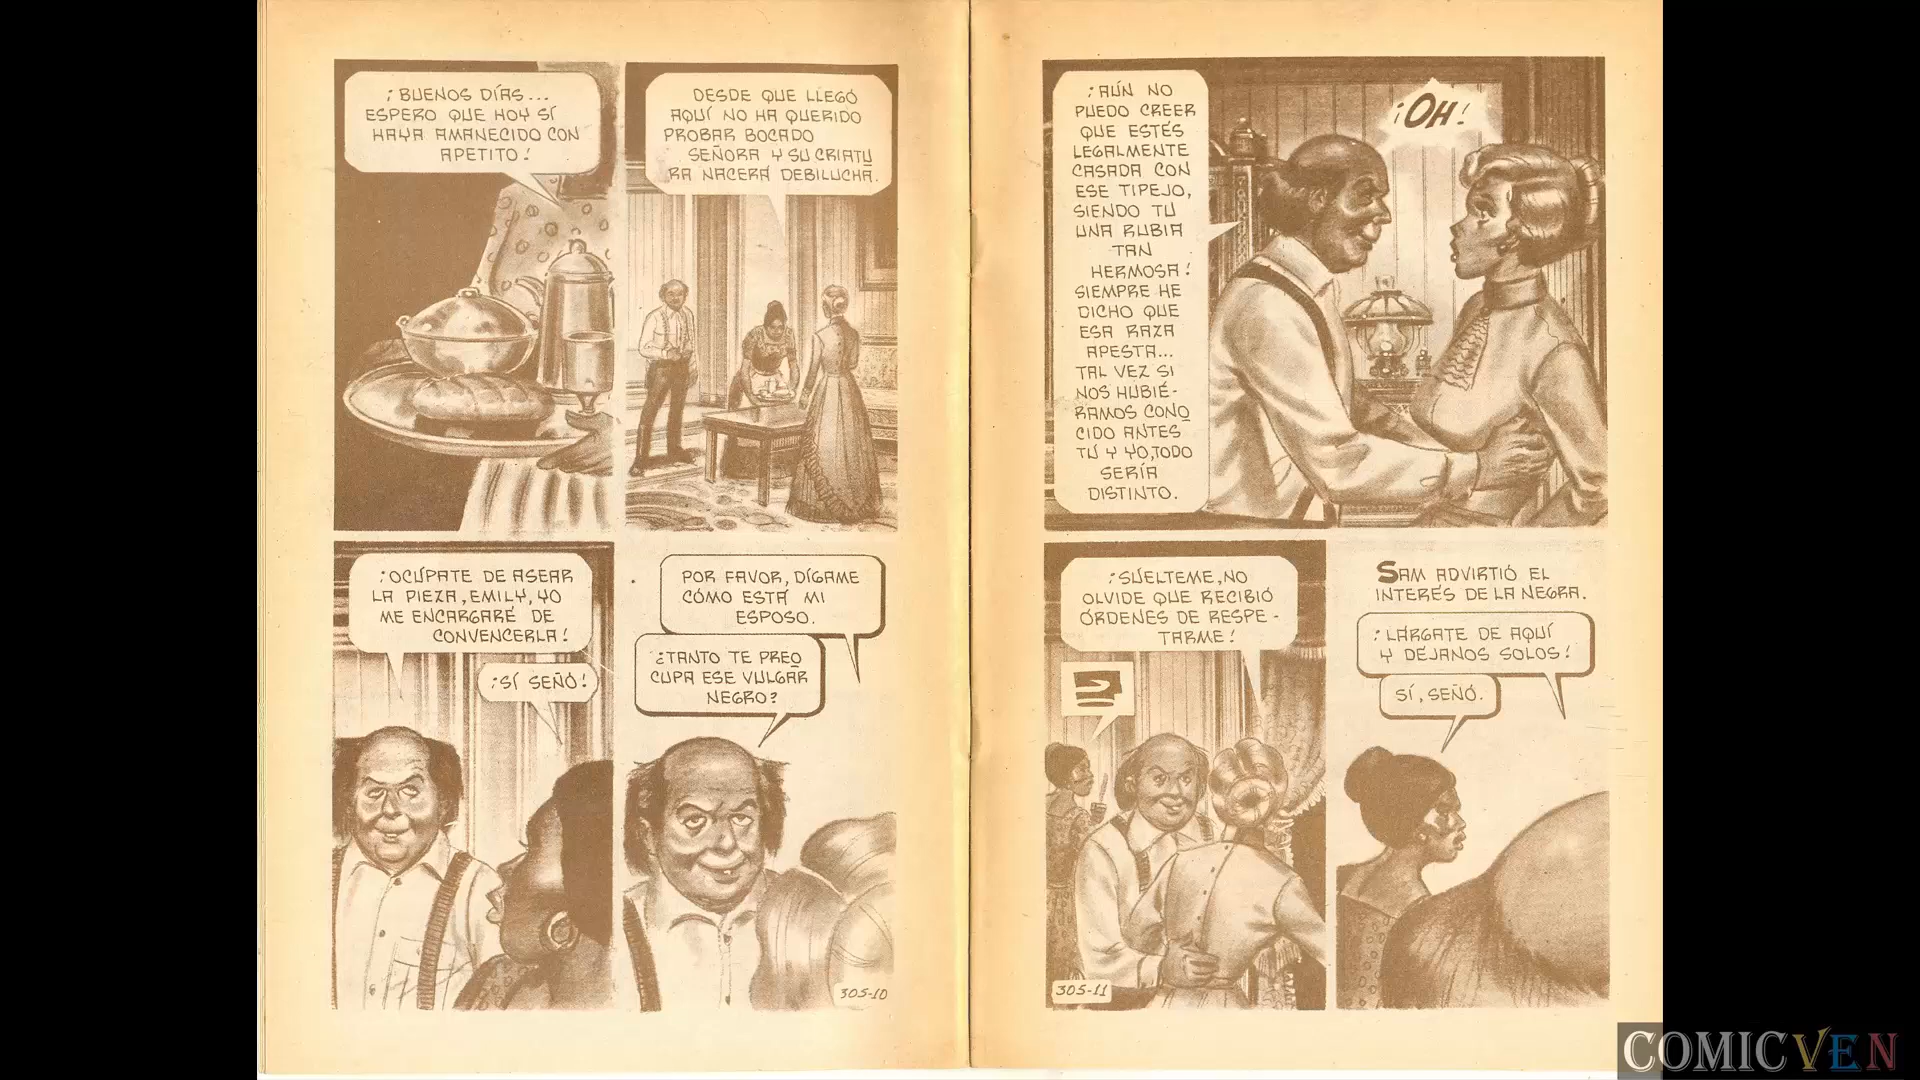 ¡BUENOS DÍAS...
ESPERO QUE HOY SÍ
HAYA AMANECIDO CON
APETITO!
DESDE QUE LLEGÓ
AQUÍ NO HA QUERIDO
PROBAR BOCADO
SEÑORA Y SU CRIATU
RA NACERÁ DEBILUCHA.
¡OCÚPATE DE ASEAR
LA PIEZA, EMILY, YO
ME ENCARGARÉ DE
CONVENCERLA!
¡SÍ SEÑÓ!
POR FAVOR, DÍGAME
CÓMO ESTÁ MI
ESPOSO.
¿TANTO TE PREO
CUPA ESE VULGAR
NEGRO?
305-10
¡AÚN NO
PUEDO CREER
QUE ESTÉS
LEGALMENTE
CASADA CON
ESE TIPEJO,
SIENDO TÚ
UNA RUBIA
TAN
HERMOSA!
SIEMPRE HE
DICHO QUE
ESA RAZA
APESTA...
TAL VEZ SI
NOS HUBIÉ-
RAMOS CONO
CIDO ANTES
TÚ Y YO, TODO
SERÍA
DISTINTO.
¡OH!
¡SUÉLTEME, NO
OLVIDE QUE RECIBIÓ
ÓRDENES DE RESPE-
TARME!
305-11
SAM ADVIRTIÓ EL
INTERÉS DE LA NEGRA.
¡LÁRGATE DE AQUÍ
Y DÉJANOS SOLOS!
SÍ, SEÑÓ.
COMICVEN